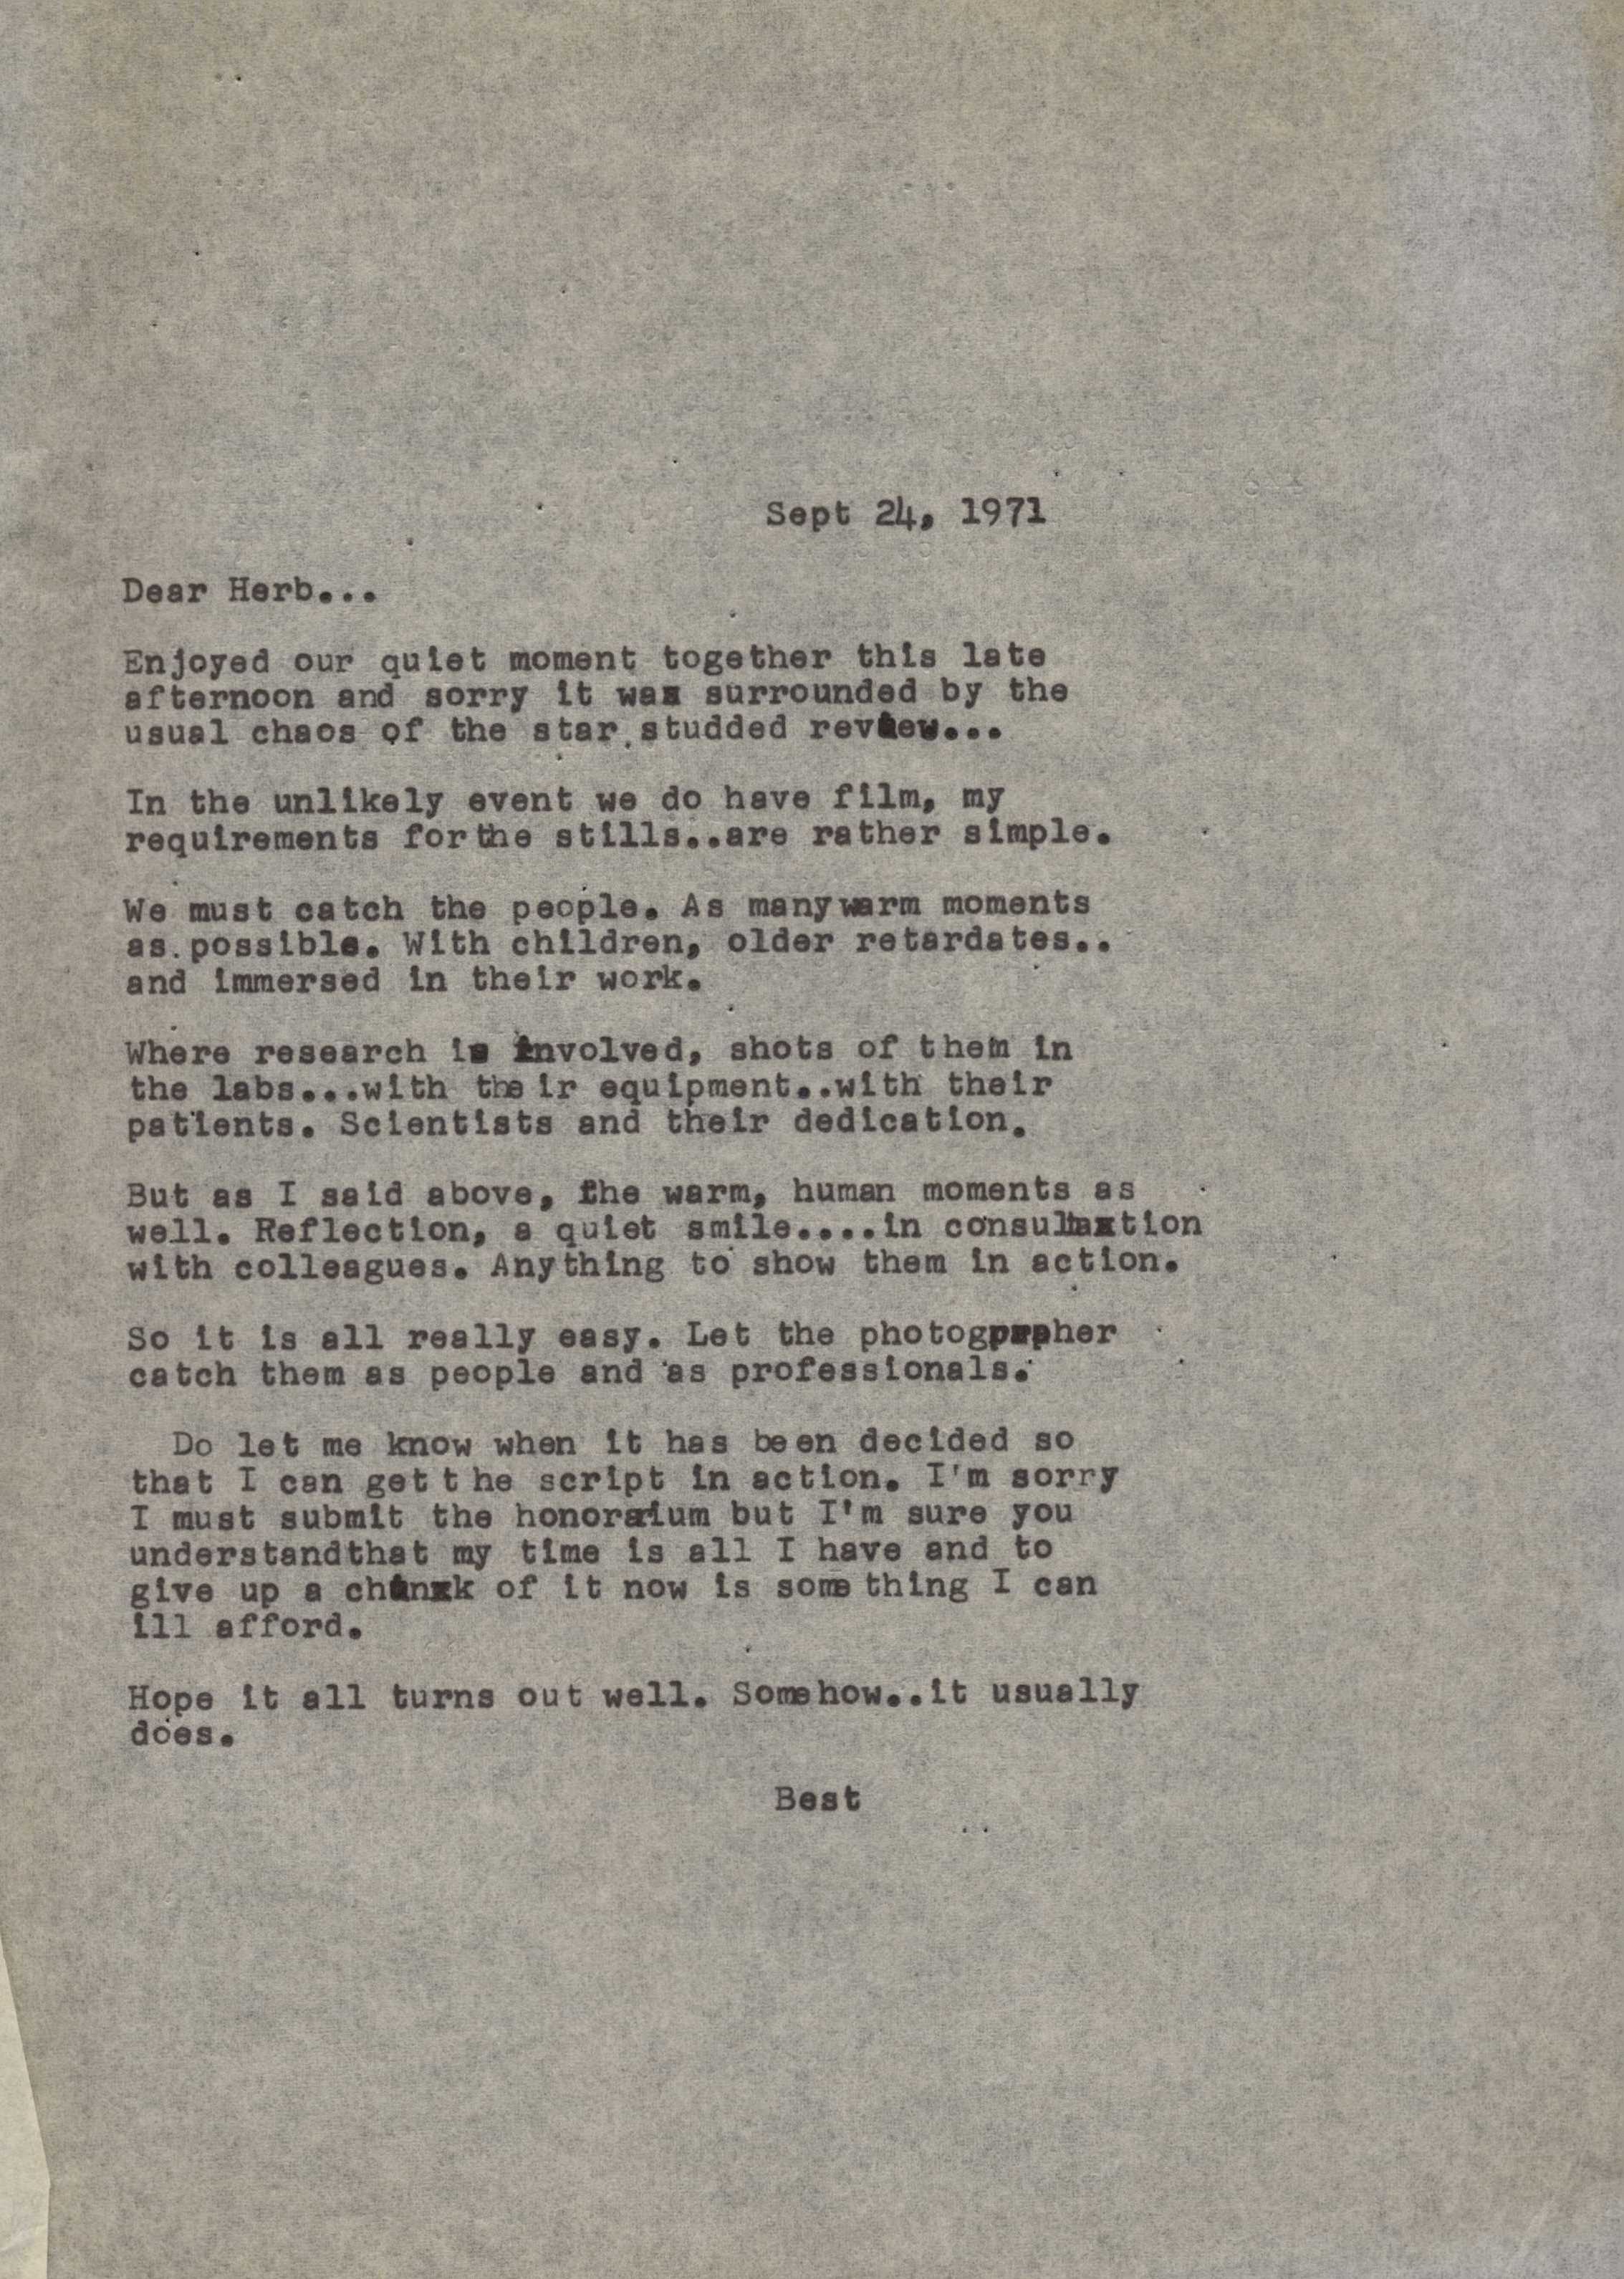 Sept 24, 1971
Dear Herb...
Enjoyed our quiet moment together this late
afternoon and sorry it was surrounded by the
usual chaos of the star studded review...
In the unlikely event we do have film, my
requirements for the stills..are rather simple.
We must catch the people. As many warm moments
as possible. With children, older retardates..
and immersed in their work.
Where research is involved, shots of them in
the labs...with their equipment..with their
patients. Scientists and their dedication.
But as I said above, the warm, human moments as
well. Reflection, a quiet smile....in consultaxtion
with colleagues. Anything to show them in action.
So it is all really easy. Let the photographer
catch them as people and as professionals.
Do let me know when it has been decided so
that I can get the script in action. I'm sorry
I must submit the honorarium but I'm sure you
understandthat my time is all I have and to
give up a chunxk of it now is something I can
ill afford.
Hope it all turns out well. Somehow..it usually
does.
Best